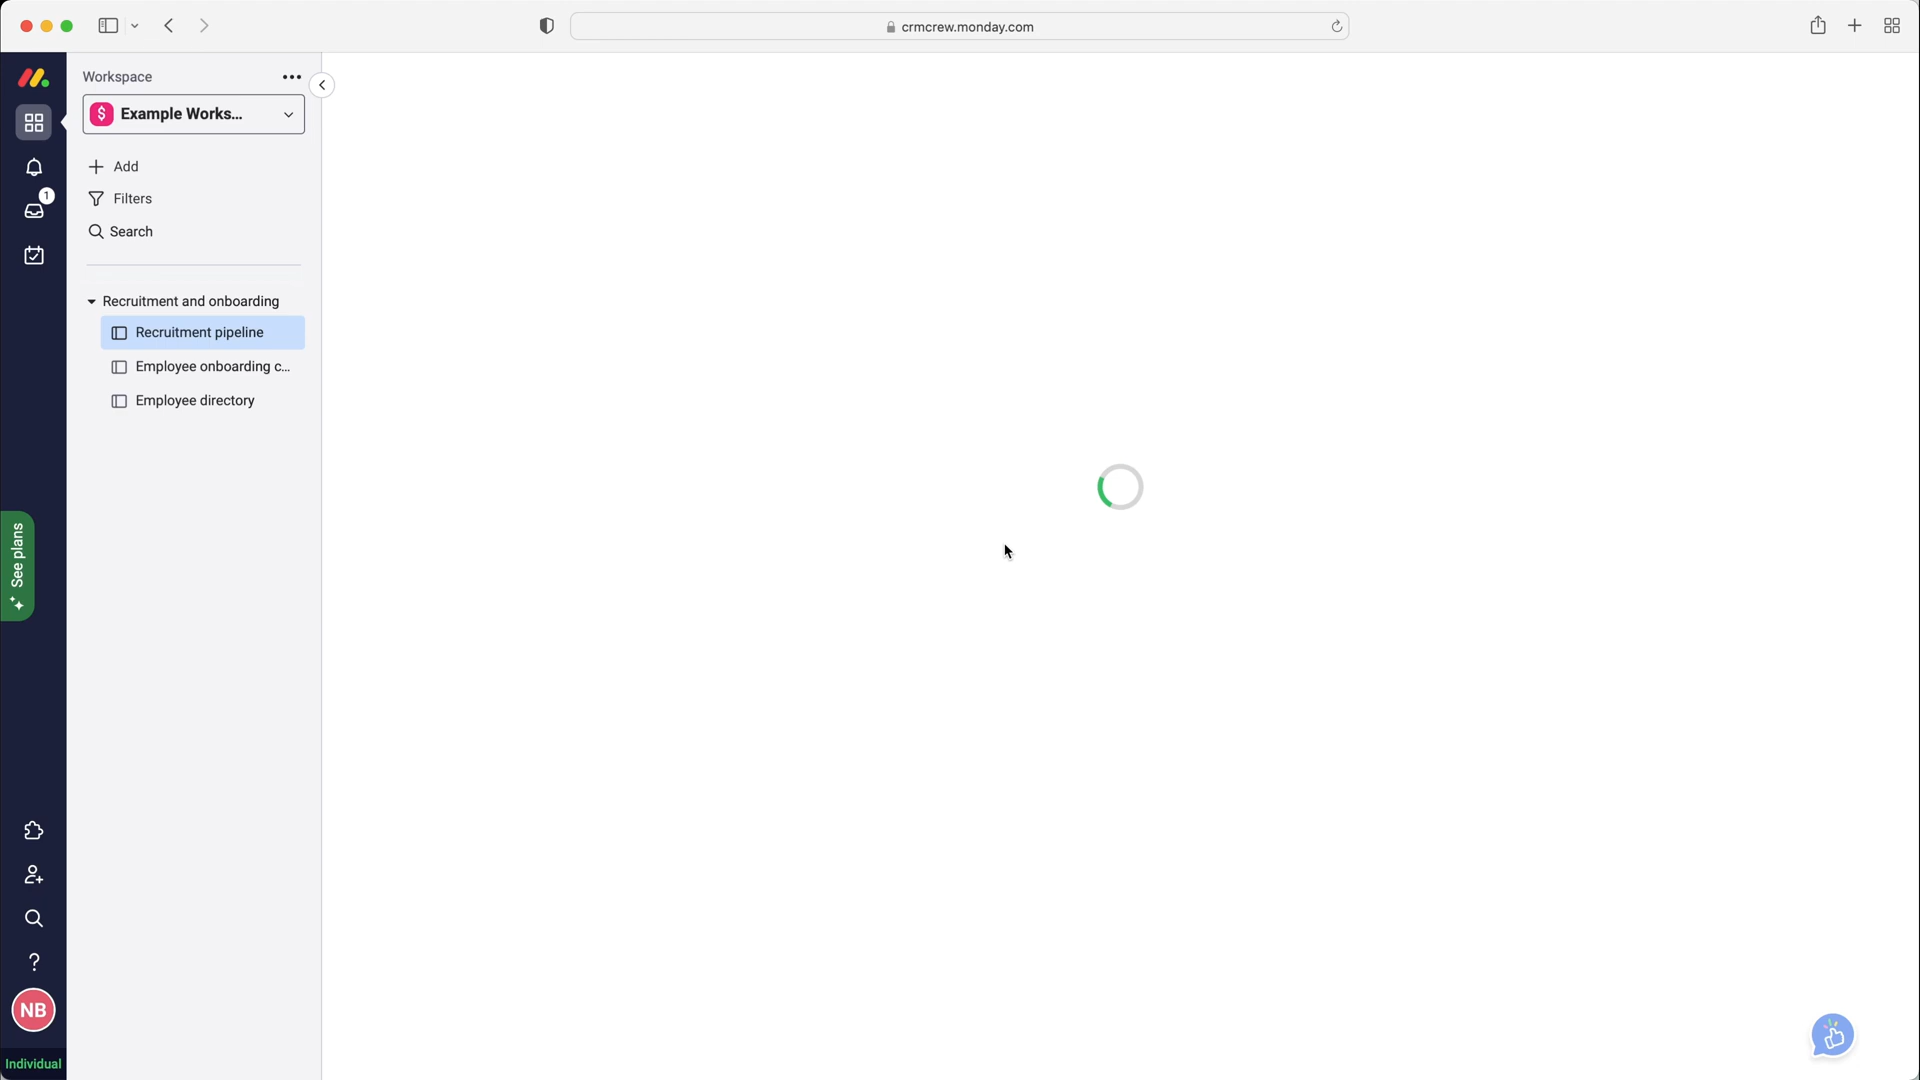 crmcrew.monday.com
Workspace
$ Example Works...
Add
Filters
1
Search
Recruitment and onboarding
Recruitment pipeline
Employee onboarding c...
Employee directory
See plans
?
NB
Individual